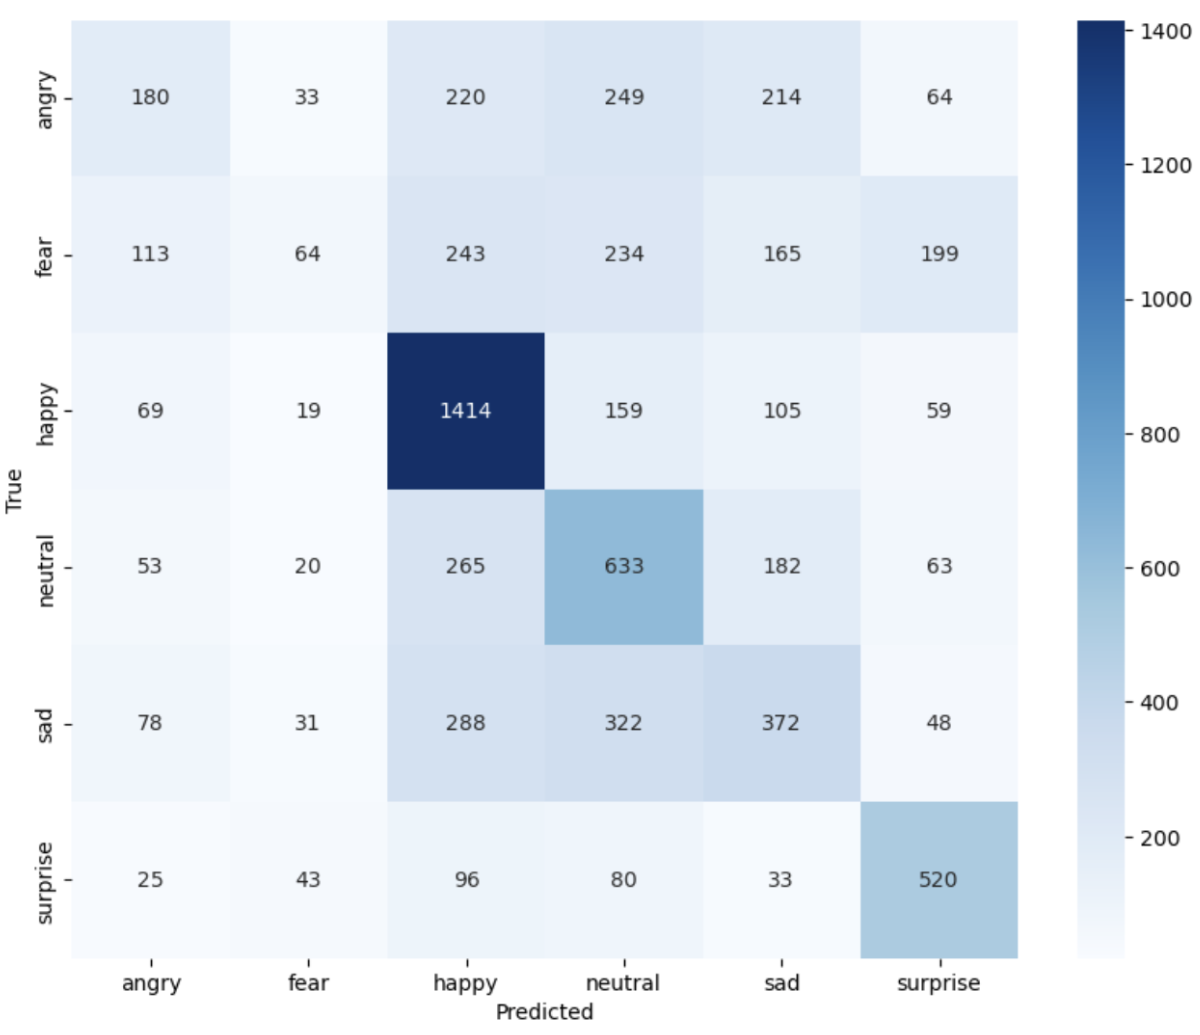 angry 180 33 220 249 214 64
fear 113 64 243 234 165 199
happy 69 19 1414 159 105 59
neutral 53 20 265 633 182 63
sad 78 31 288 322 372 48
surprise 25 43 96 80 33 520
True
angry fear happy neutral sad surprise
Predicted
1400
1200
1000
800
600
400
200